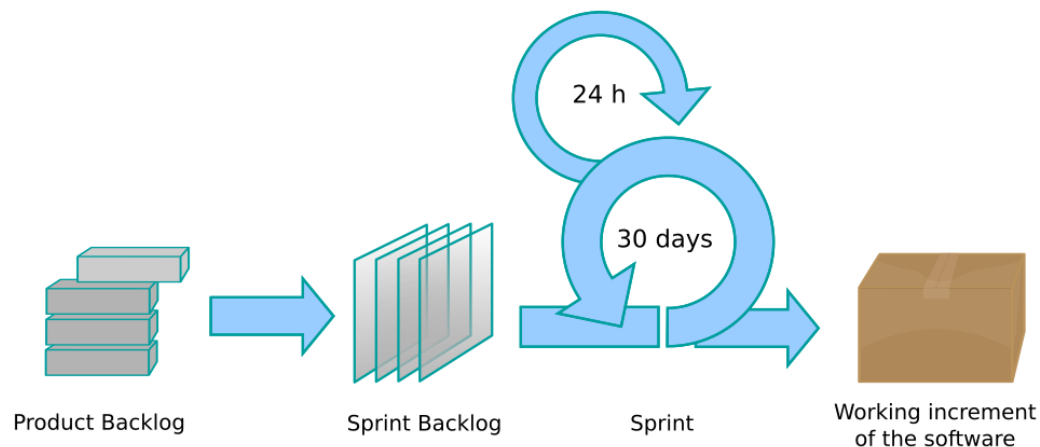 24 h
30 days
Product Backlog
Sprint Backlog
Sprint
Working increment
of the software